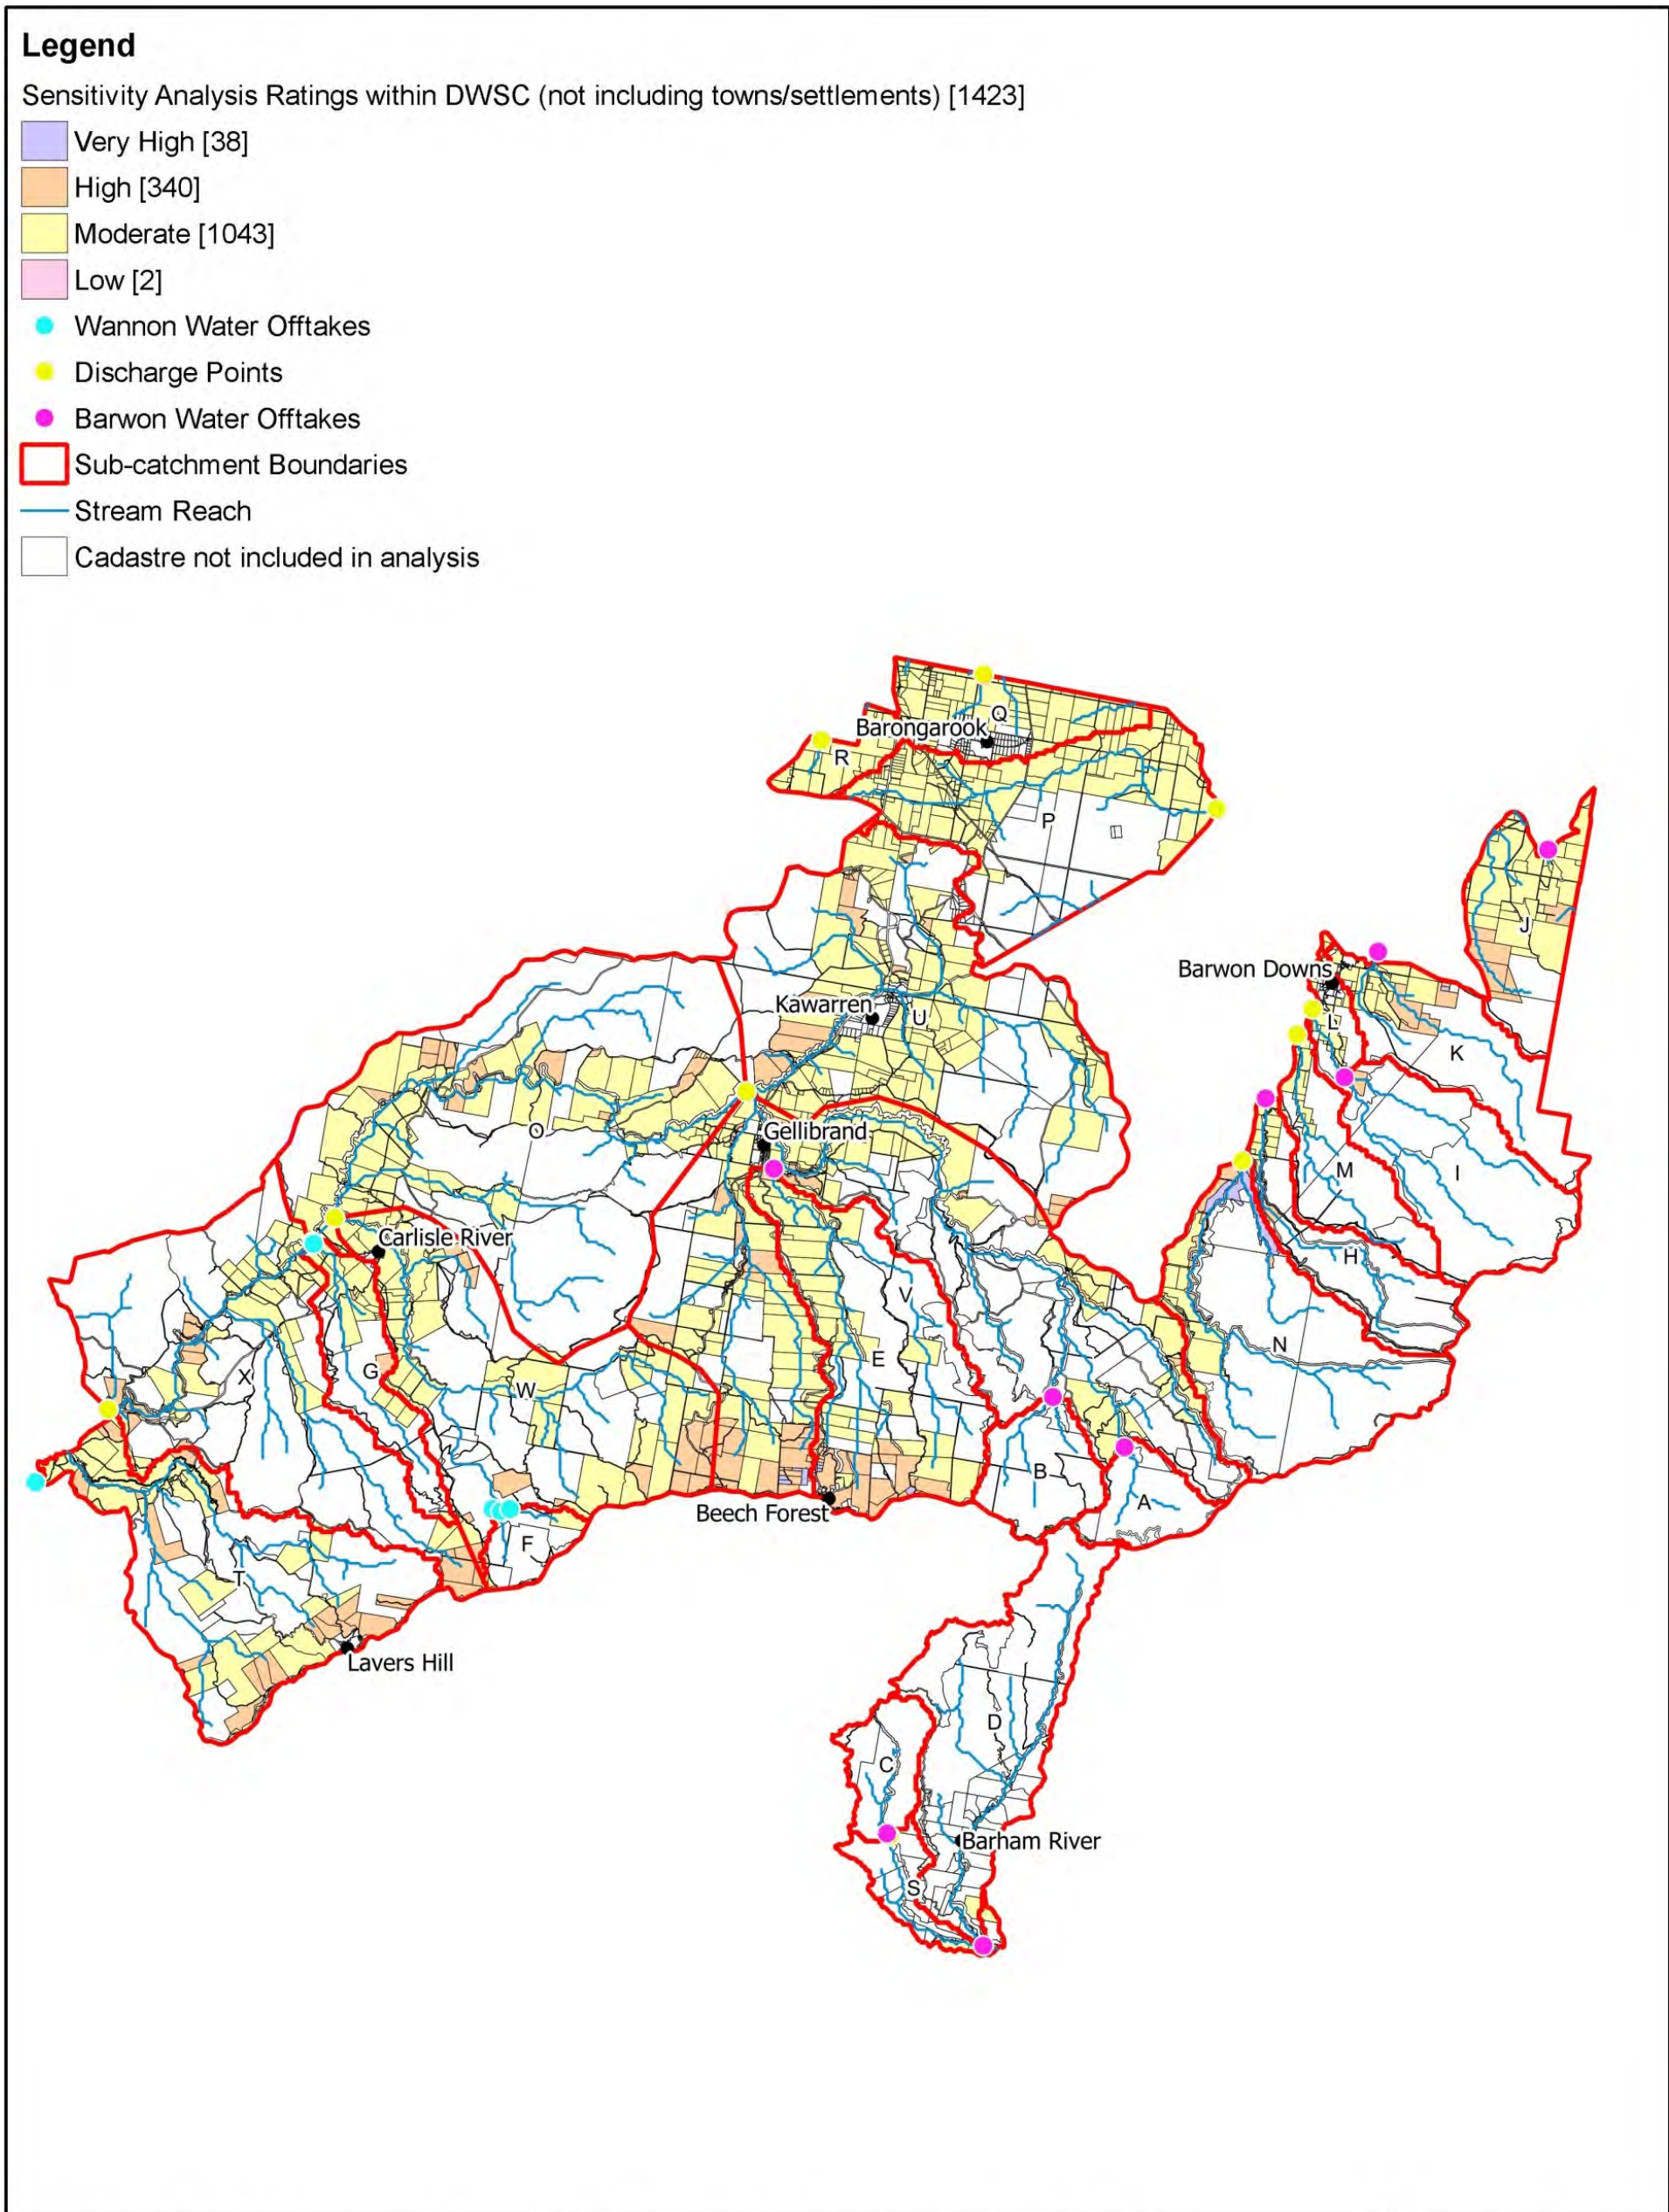 Legend
Sensitivity Analysis Ratings within DWSC (not including towns/settlements) [1423]
Very High [38]
High [340]
Moderate [1043]
Low [2]
Wannon Water Offtakes
Discharge Points
Barwon Water Offtakes
Sub-catchment Boundaries
Stream Reach
Cadastre not included in analysis
Q
Barongarook
R
P
J
Barwon Downs
Kawarren
U
L
K
O
Gellibrand
M
I
Carlisle River
H
V
N
E
X
G
W
B
A
Beech Forest
F
T
Lavers Hill
D
C
Barham River
S